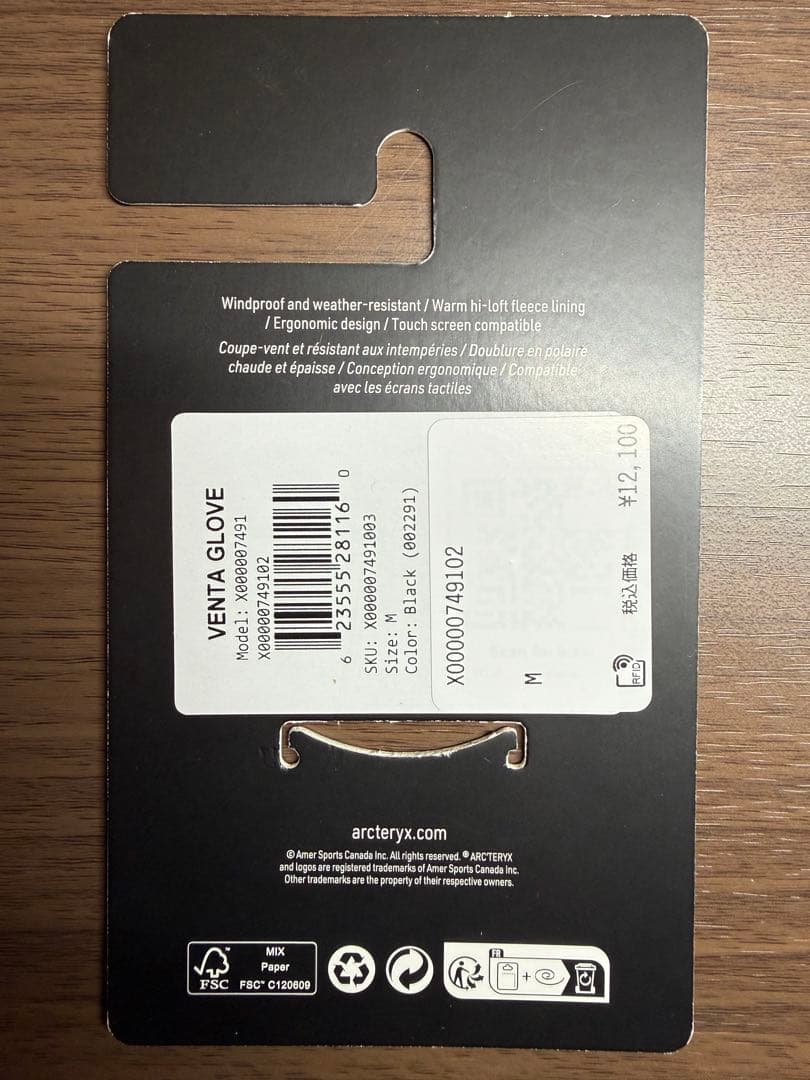 Windproof and weather-resistant / Warm hi-loft fleece lining
/ Ergonomic design / Touch screen compatible
Coupe-vent et résistant aux intempéries / Doublure en polaire
chaude et épaisse / Conception ergonomique / Compatible
avec les écrans tactiles
VENTA GLOVE
Model: X000007491
X00000749102
6 23555 28116 0
SKU: X000007491003
Size: M
Color: Black (002291)
X00000749102
M
税込価格 ¥12,100
RFID
arcteryx.com
© Amer Sports Canada Inc. All rights reserved. ® ARC'TERYX
and logos are registered trademarks of Amer Sports Canada Inc.
Other trademarks are the property of their respective owners.
FSC™
MIX
Paper
FSC™ C120609
FR
+